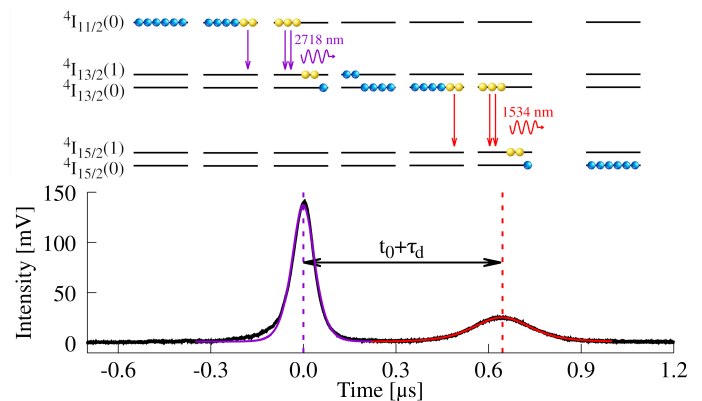 ⁴I₁₁/₂(0)
2718 nm
⁴I₁₃/₂(1)
⁴I₁₃/₂(0)
1534 nm
⁴I₁₅/₂(1)
⁴I₁₅/₂(0)
150
100
50
0
Intensity [mV]
t₀+τ_d
-0.6 -0.3 0.0 0.3 0.6 0.9 1.2
Time [μs]